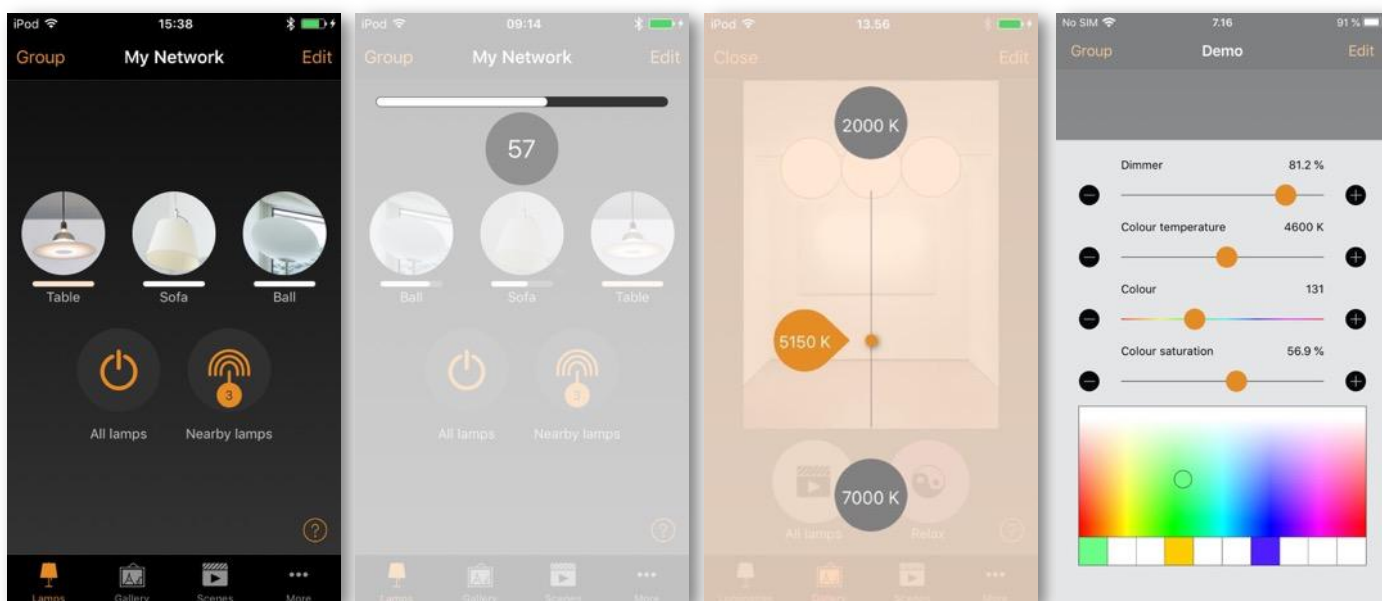 iPod 15:38
Group My Network Edit
Table Sofa Ball
3
All lamps Nearby lamps
?
Lamps Gallery Scenes More
iPod 09:14
Group My Network Edit
57
Ball Sofa Table
3
All lamps Nearby lamps
?
Lamps Gallery Scenes More
iPod 13.56
Close Edit
2000 K
5150 K
7000 K
All lamps Relax
?
Gallery Scenes More
No SIM 7.16 91 %
Group Demo Edit
Dimmer 81.2 %
Colour temperature 4600 K
Colour 131
Colour saturation 56.9 %